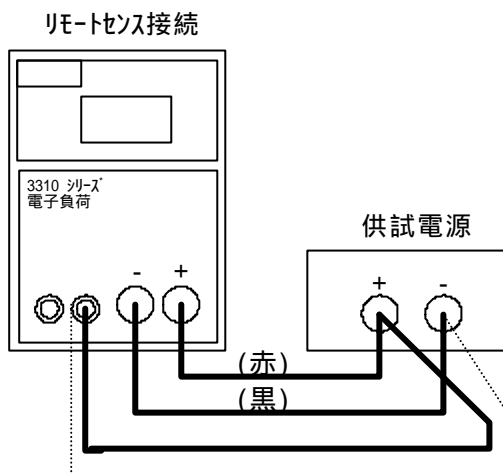 ﾘﾓｰﾄｾﾝｽ接続
3310 ｼﾘｰｽﾞ
電子負荷
- +
供試電源
+ -
(赤)
(黒)